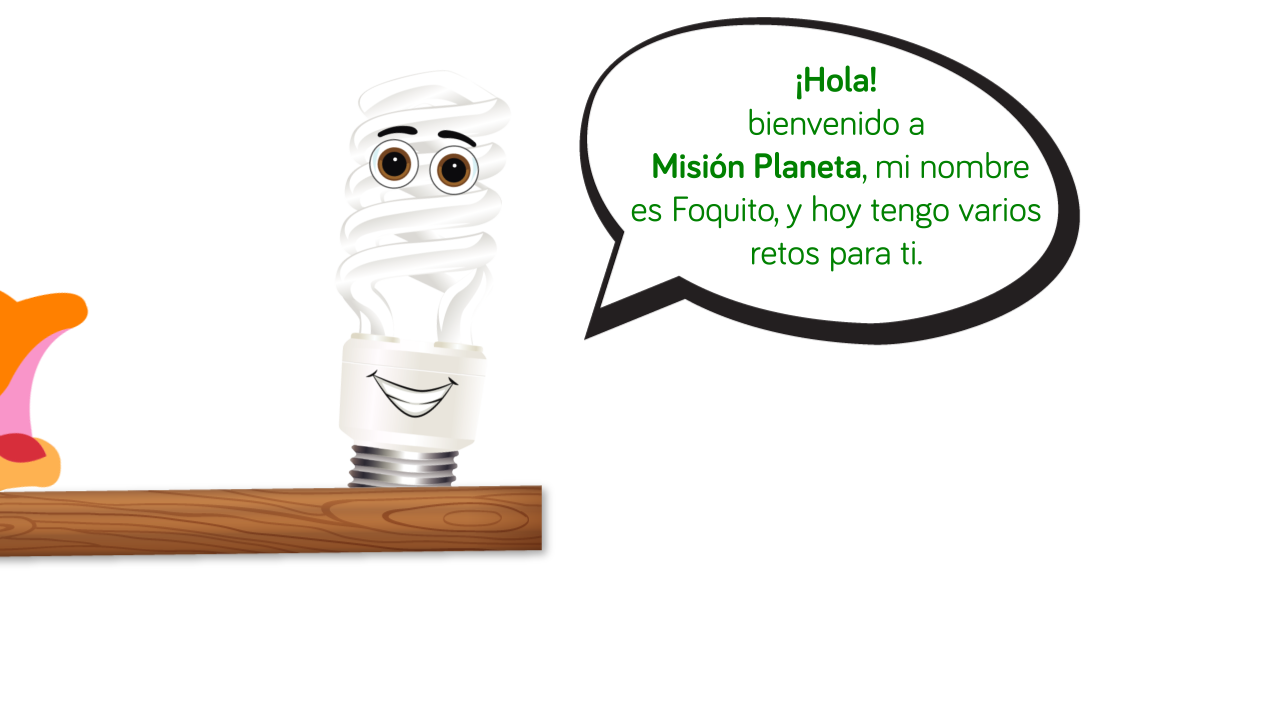 ¡Hola!
bienvenido a
Misión Planeta, mi nombre
es Foquito, y hoy tengo varios
retos para ti.